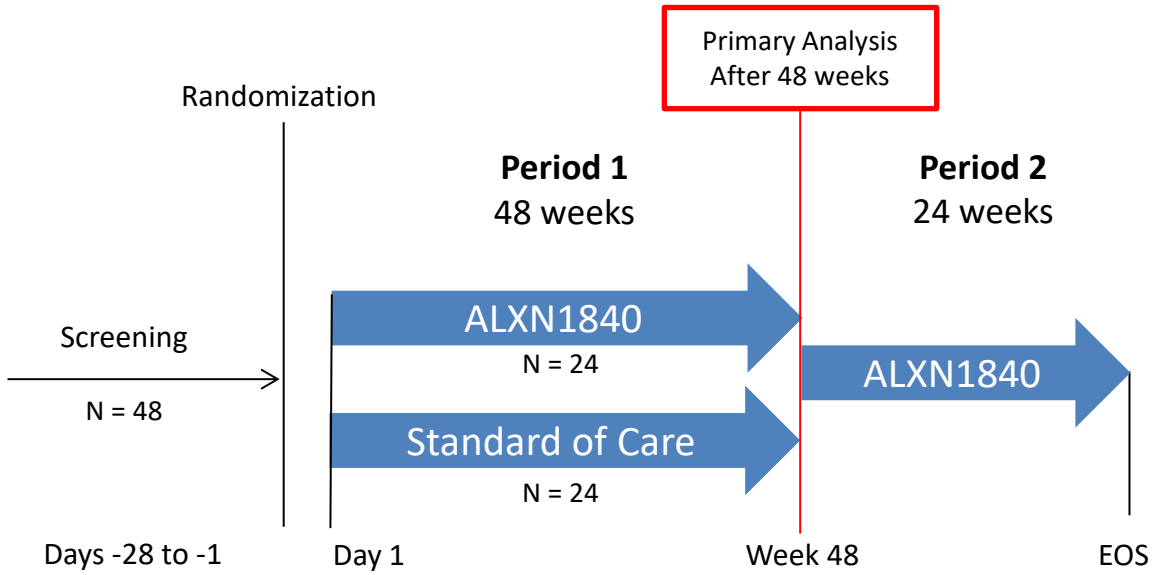 Primary Analysis
After 48 weeks
Randomization
Period 1
48 weeks
Period 2
24 weeks
ALXN1840
N = 24
Screening
N = 48
ALXN1840
Standard of Care
N = 24
Days -28 to -1
Day 1
Week 48
EOS